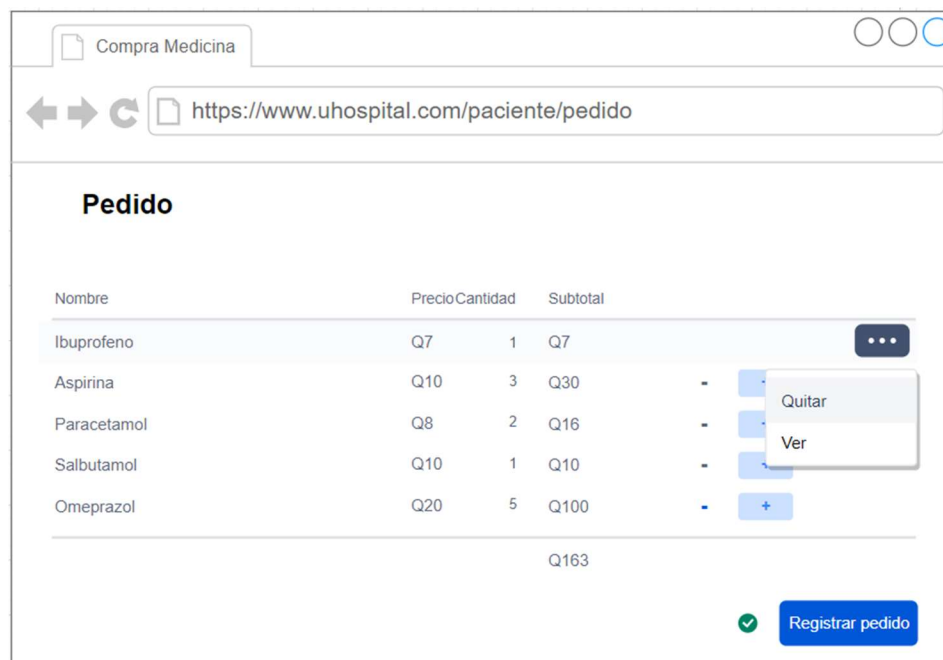 Compra Medicina
https://www.uhospital.com/paciente/pedido
Pedido
Nombre Precio Cantidad Subtotal
Ibuprofeno Q7 1 Q7 •••
Aspirina Q10 3 Q30 -
Quitar
Paracetamol Q8 2 Q16 -
Ver
Salbutamol Q10 1 Q10 - +
Omeprazol Q20 5 Q100 - +
Q163
Registrar pedido